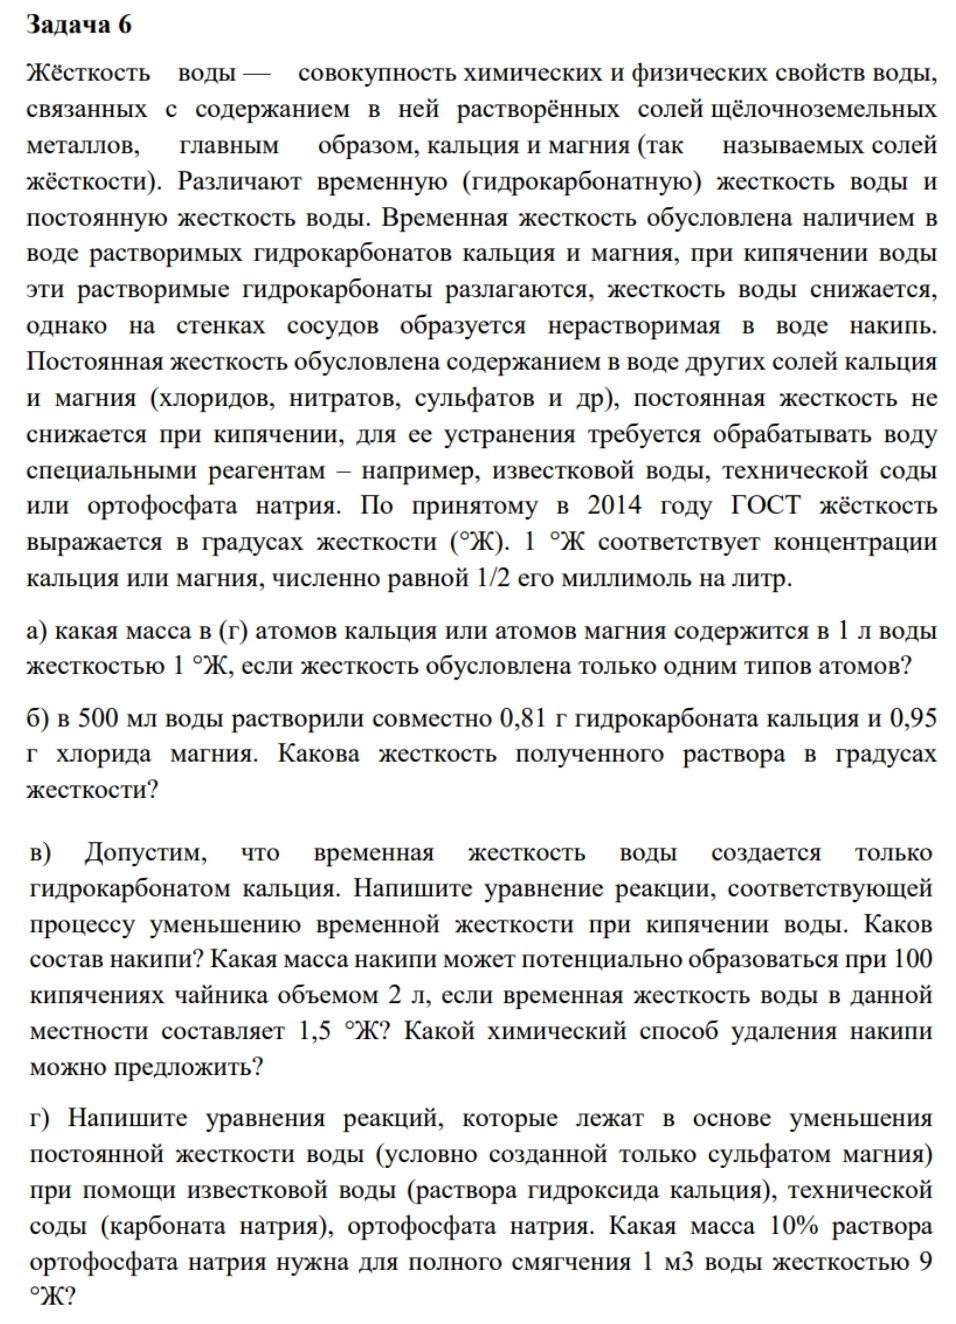 Задача 6
Жёсткость воды — совокупность химических и физических свойств воды,
связанных с содержанием в ней растворённых солей щёлочноземельных
металлов, главным образом, кальция и магния (так называемых солей
жёсткости). Различают временную (гидрокарбонатную) жесткость воды и
постоянную жесткость воды. Временная жесткость обусловлена наличием в
воде растворимых гидрокарбонатов кальция и магния, при кипячении воды
эти растворимые гидрокарбонаты разлагаются, жесткость воды снижается,
однако на стенках сосудов образуется нерастворимая в воде накипь.
Постоянная жесткость обусловлена содержанием в воде других солей кальция
и магния (хлоридов, нитратов, сульфатов и др), постоянная жесткость не
снижается при кипячении, для ее устранения требуется обрабатывать воду
специальными реагентам – например, известковой воды, технической соды
или ортофосфата натрия. По принятому в 2014 году ГОСТ жёсткость
выражается в градусах жесткости (°Ж). 1 °Ж соответствует концентрации
кальция или магния, численно равной 1/2 его миллимоль на литр.
а) какая масса в (г) атомов кальция или атомов магния содержится в 1 л воды
жесткостью 1 °Ж, если жесткость обусловлена только одним типов атомов?
б) в 500 мл воды растворили совместно 0,81 г гидрокарбоната кальция и 0,95
г хлорида магния. Какова жесткость полученного раствора в градусах
жесткости?
в) Допустим, что временная жесткость воды создается только
гидрокарбонатом кальция. Напишите уравнение реакции, соответствующей
процессу уменьшению временной жесткости при кипячении воды. Каков
состав накипи? Какая масса накипи может потенциально образоваться при 100
кипячениях чайника объемом 2 л, если временная жесткость воды в данной
местности составляет 1,5 °Ж? Какой химический способ удаления накипи
можно предложить?
г) Напишите уравнения реакций, которые лежат в основе уменьшения
постоянной жесткости воды (условно созданной только сульфатом магния)
при помощи известковой воды (раствора гидроксида кальция), технической
соды (карбоната натрия), ортофосфата натрия. Какая масса 10% раствора
ортофосфата натрия нужна для полного смягчения 1 м3 воды жесткостью 9
°Ж?